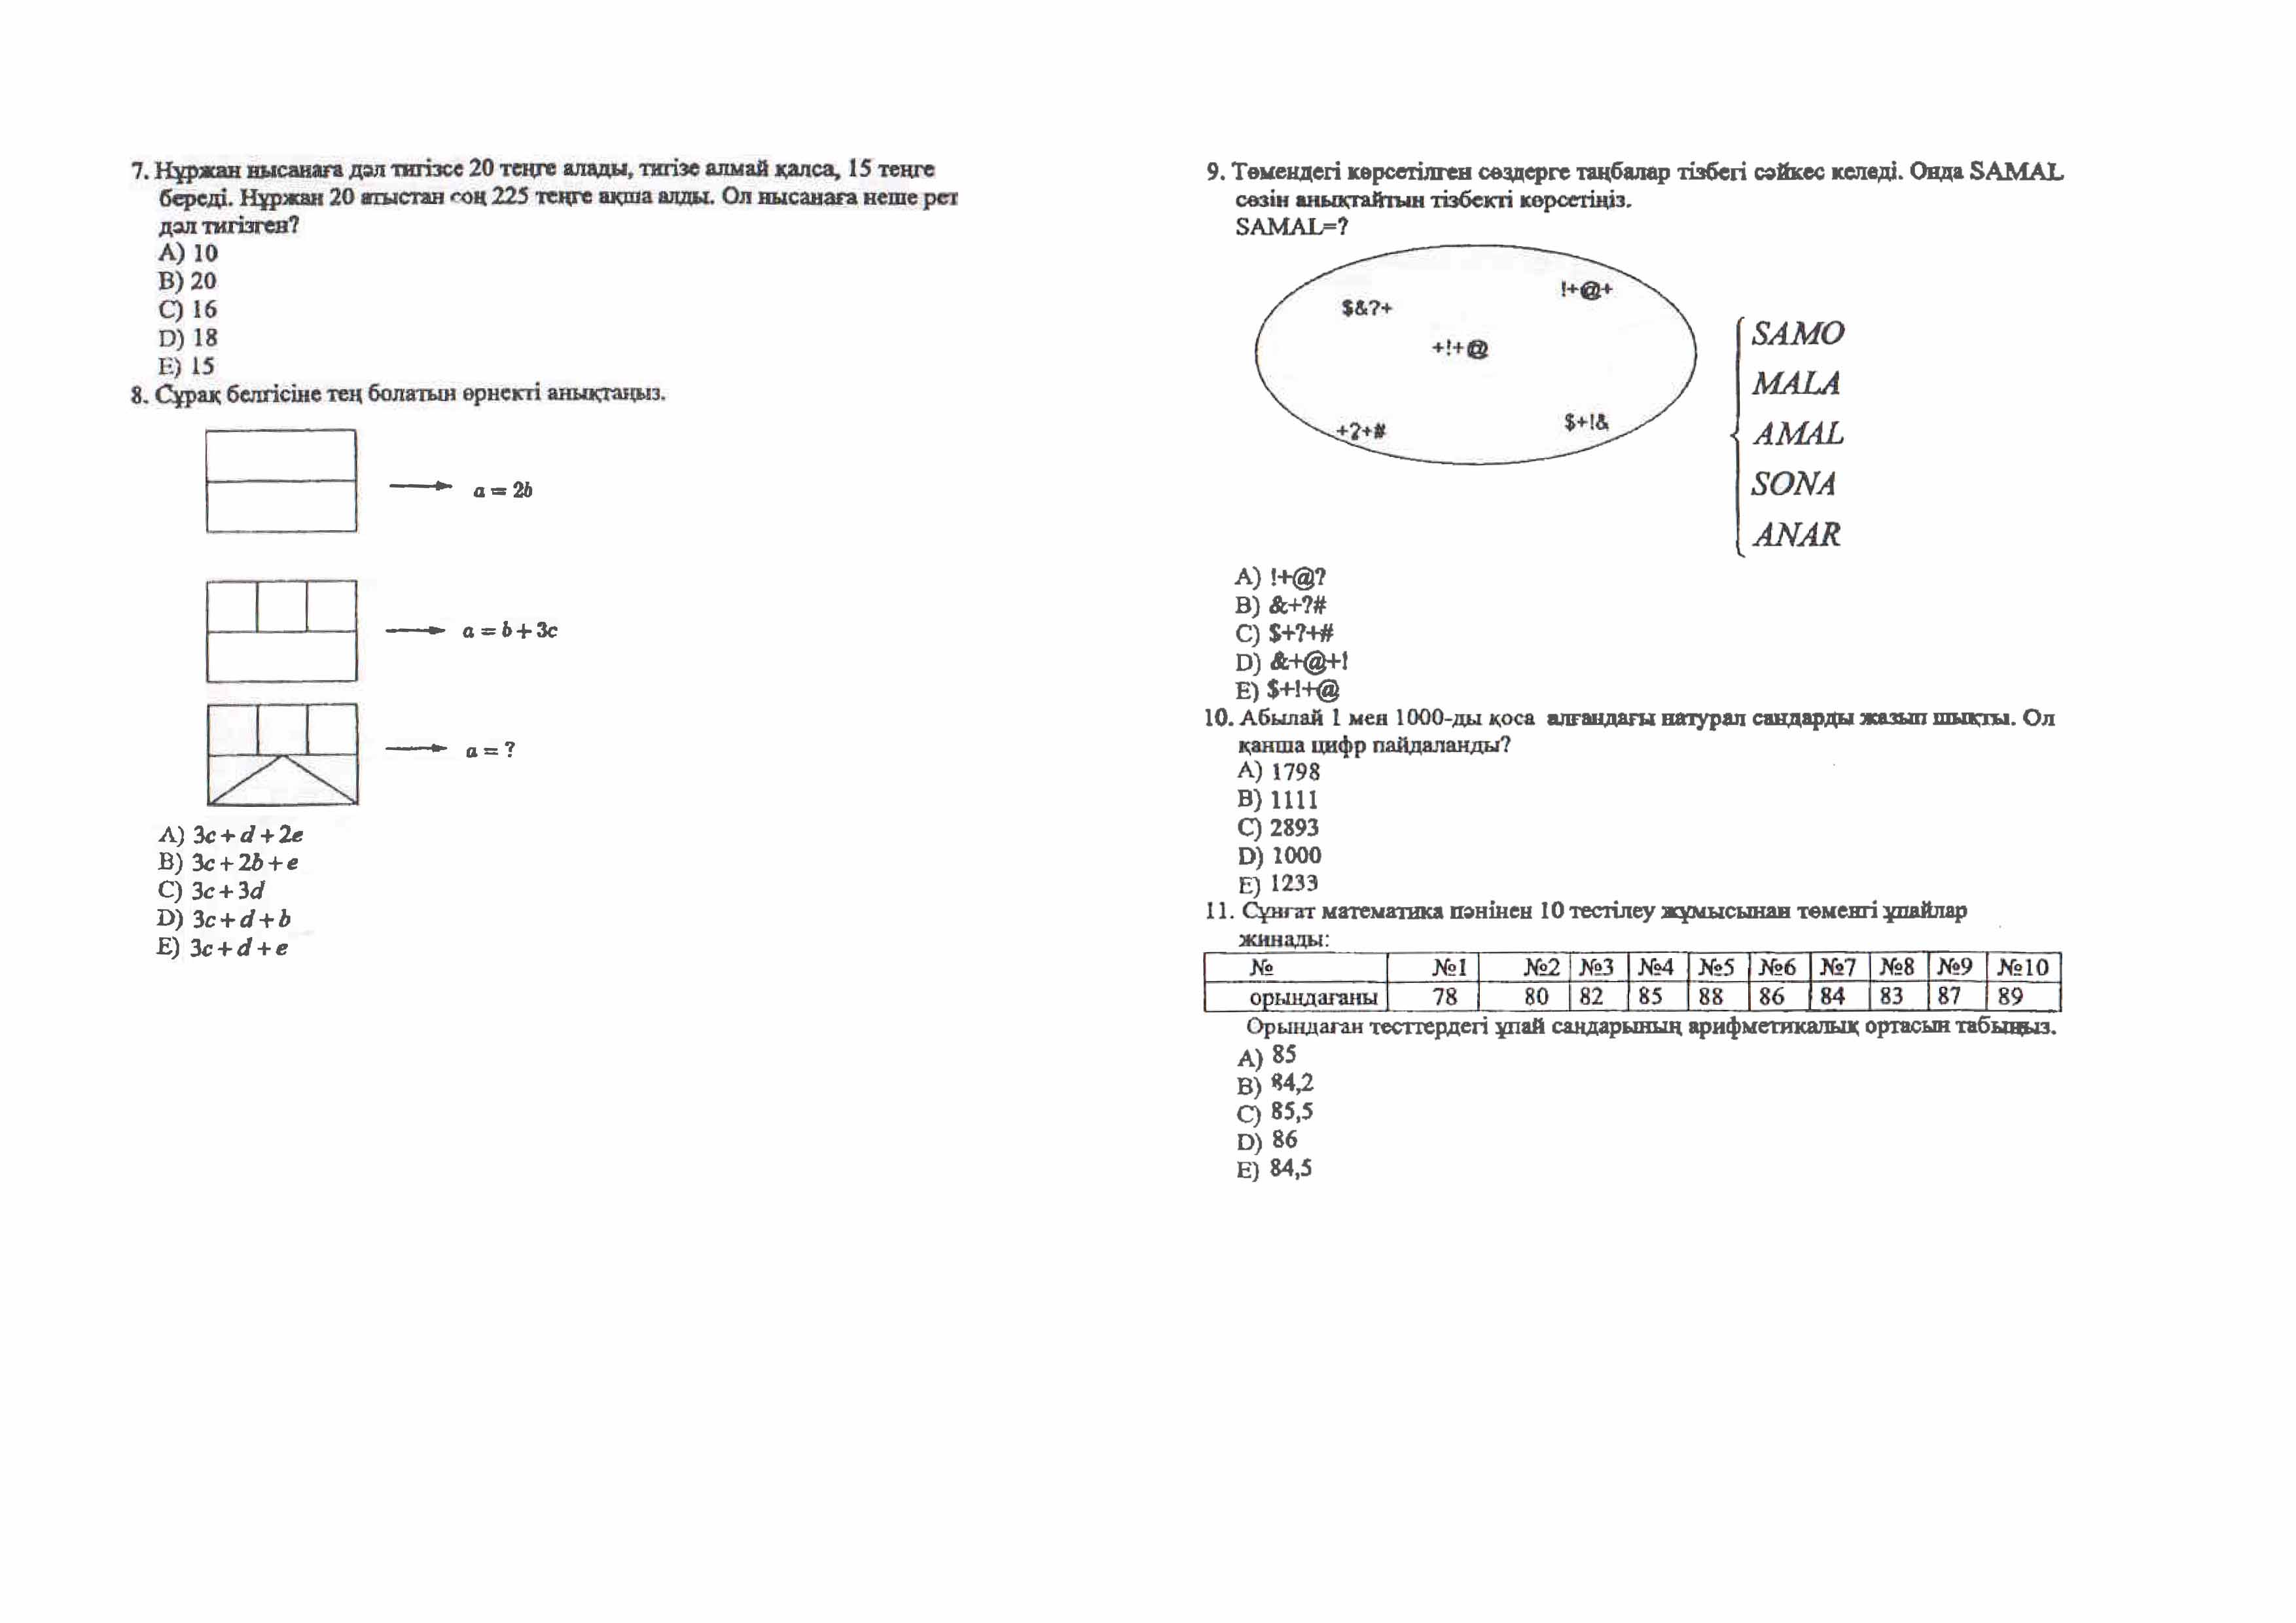 7. Нұржан нысанаға дәл тигізсе 20 теңге алады, тигізе алмай қалса, 15 теңге
береді. Нұржан 20 атыстан соң 225 теңге ақша алды. Ол нысанаға неше рет
дәл тигізген?
A) 10
B) 20
C) 16
D) 18
E) 15
8. Сұрақ белгісіне тең болатын өрнекті анықтаңыз.
a = 2b
a = b + 3c
a = ?
A) 3c + d + 2e
B) 3c + 2b + e
C) 3c + 3d
D) 3c + d + b
E) 3c + d + e
9. Төмендегі көрсетілген сөздерге таңбалар тізбегі сәйкес келеді. Онда SAMAL
сөзін анықтайтын тізбекті көрсетіңіз.
SAMAL=?
!+@+
$&?+
+!+@
+?+#
$+!&
SAMO
MALA
AMAL
SONA
ANAR
A) !+@?
B) &+?#
C) $+?+#
D) &+@+!
E) $+!+@
10. Абылай 1 мен 1000-ды қоса алғандағы натурал сандарды жазып шықты. Ол
қанша цифр пайдаланды?
A) 1798
B) 1111
C) 2893
D) 1000
E) 1233
11. Сұңғат математика пәнінен 10 тестілеу жұмысынан төменгі ұпайлар
жинады:
№ №1 №2 №3 №4 №5 №6 №7 №8 №9 №10
орындағаны 78 80 82 85 88 86 84 83 87 89
Орындаған тесттердегі ұпай сандарының арифметикалық ортасын табыңыз.
A) 85
B) 84,2
C) 85,5
D) 86
E) 84,5